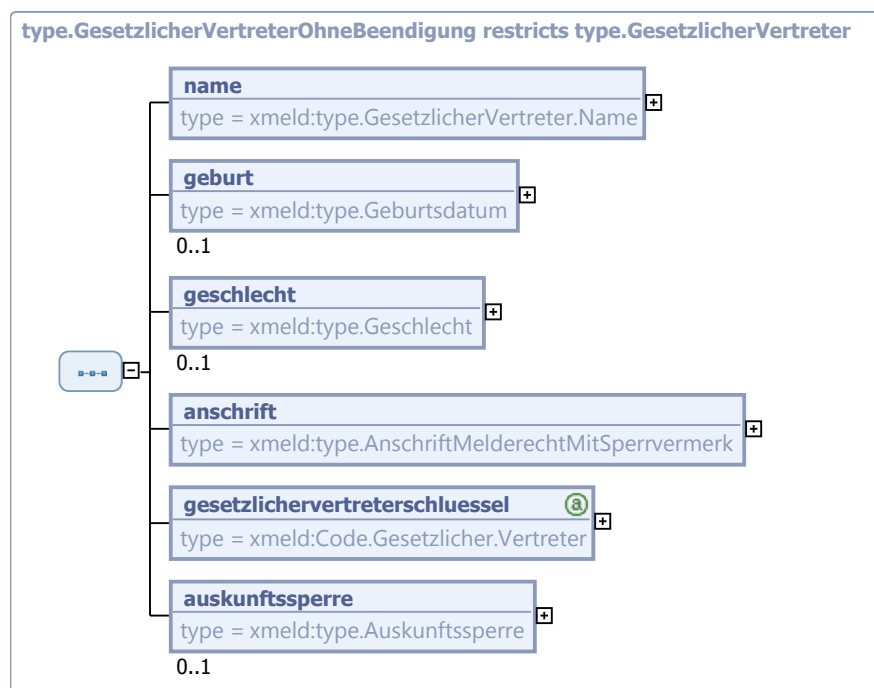 type.GesetzlicherVertreterOhneBeendigung restricts type.GesetzlicherVertreter
name
type = xmeld:type.GesetzlicherVertreter.Name
geburt
type = xmeld:type.Geburtsdatum
0..1
geschlecht
type = xmeld:type.Geschlecht
0..1
anschrift
type = xmeld:type.AnschriftMelderechtMitSperrvermerk
gesetzlichervertreterschluessel a
type = xmeld:Code.Gesetzlicher.Vertreter
auskunftssperre
type = xmeld:type.Auskunftssperre
0..1